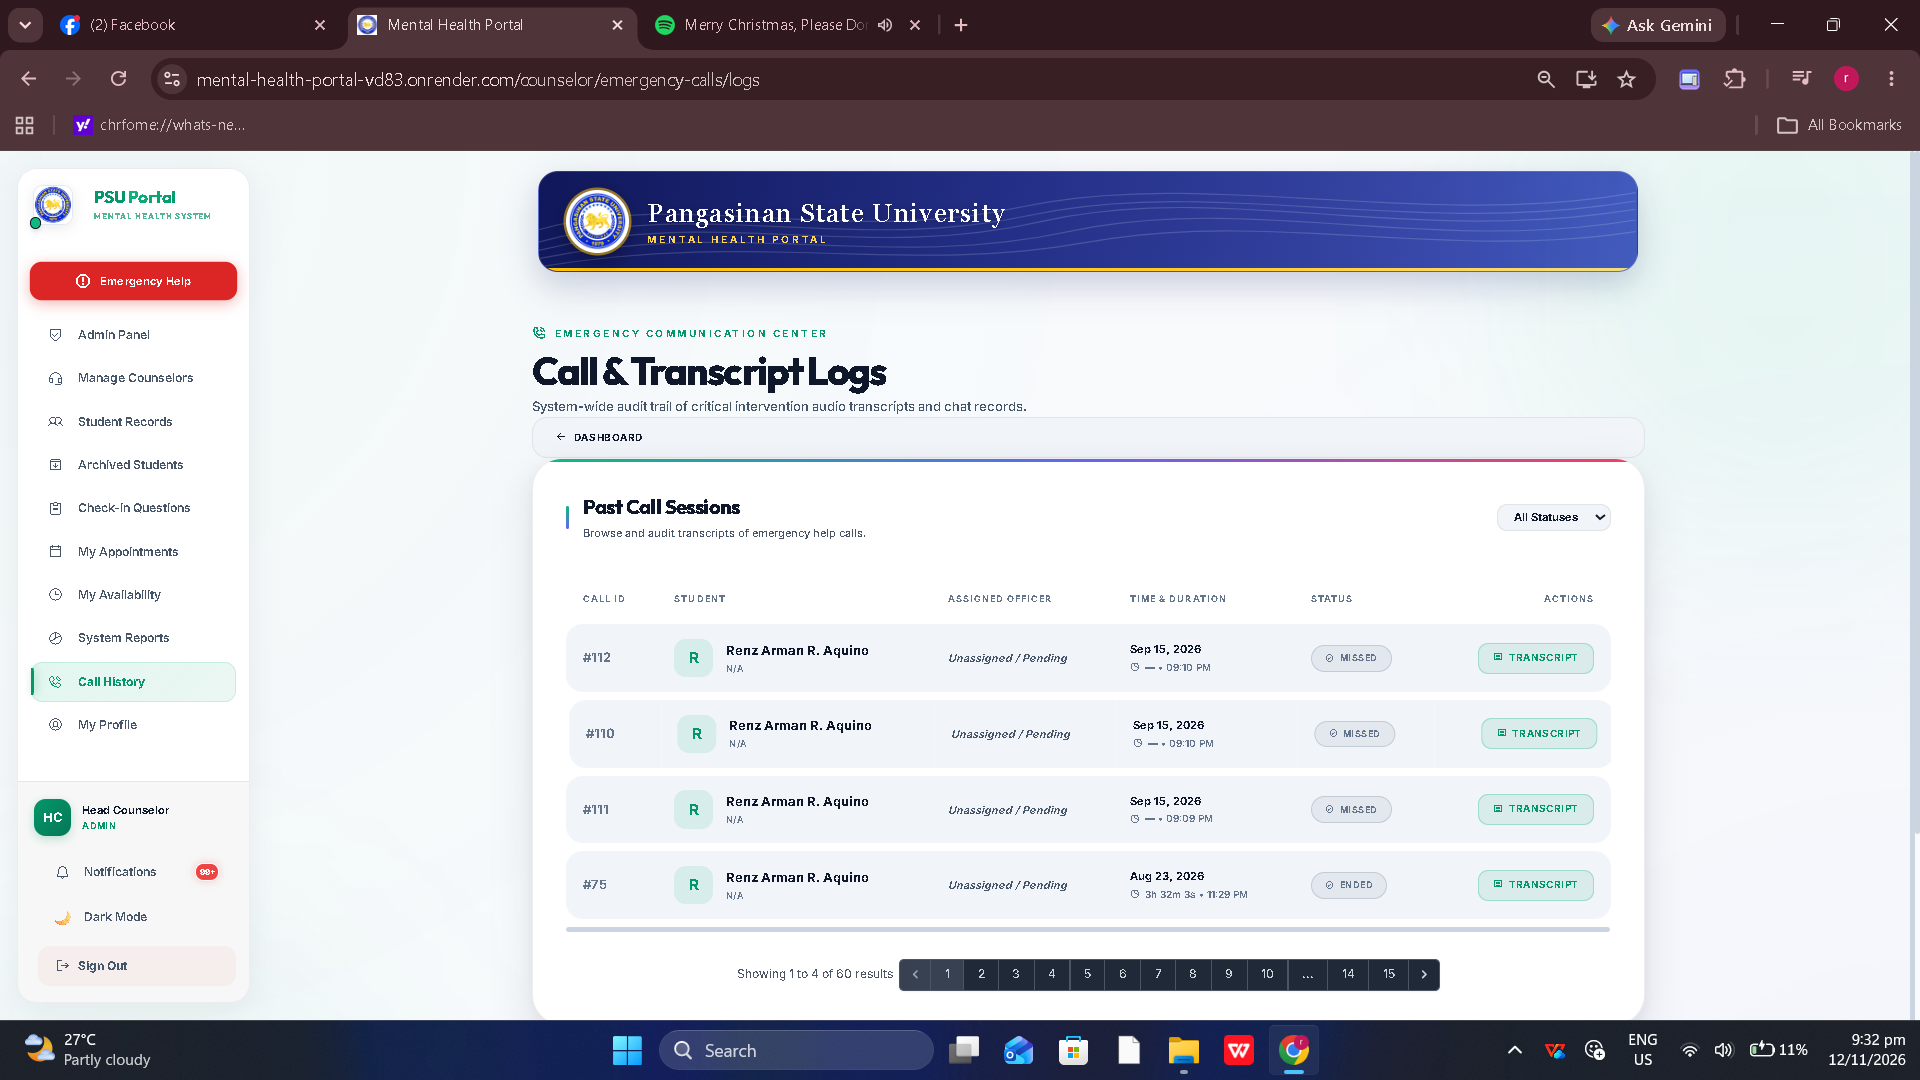 (2) Facebook
Mental Health Portal
Merry Christmas, Please Do
Ask Gemini
mental-health-portal-vd83.onrender.com/counselor/emergency-calls/logs
r
y!
chrfome://whats-ne...
All Bookmarks
PSU Portal
MENTAL HEALTH SYSTEM
Emergency Help
Admin Panel
Manage Counselors
Student Records
Archived Students
Check-in Questions
My Appointments
My Availability
System Reports
Call History
My Profile
HC
Head Counselor
ADMIN
Notifications
99+
Dark Mode
Sign Out
Pangasinan State University
MENTAL HEALTH PORTAL
EMERGENCY COMMUNICATION CENTER
Call & Transcript Logs
System-wide audit trail of critical intervention audio transcripts and chat records.
← DASHBOARD
Past Call Sessions
Browse and audit transcripts of emergency help calls.
All Statuses
CALL ID STUDENT ASSIGNED OFFICER TIME & DURATION STATUS ACTIONS
#112 R Renz Arman R. Aquino Unassigned / Pending Sep 15, 2026 MISSED TRANSCRIPT
N/A — • 09:10 PM
#110 R Renz Arman R. Aquino Unassigned / Pending Sep 15, 2026 MISSED TRANSCRIPT
N/A — • 09:10 PM
#111 R Renz Arman R. Aquino Unassigned / Pending Sep 15, 2026 MISSED TRANSCRIPT
N/A — • 09:09 PM
#75 R Renz Arman R. Aquino Unassigned / Pending Aug 23, 2026 ENDED TRANSCRIPT
N/A 3h 32m 3s • 11:29 PM
Showing 1 to 4 of 60 results
‹ 1 2 3 4 5 6 7 8 9 10 ... 14 15 ›
27°C
Partly cloudy
Search
ENG
US
11%
9:32 pm
12/11/2026